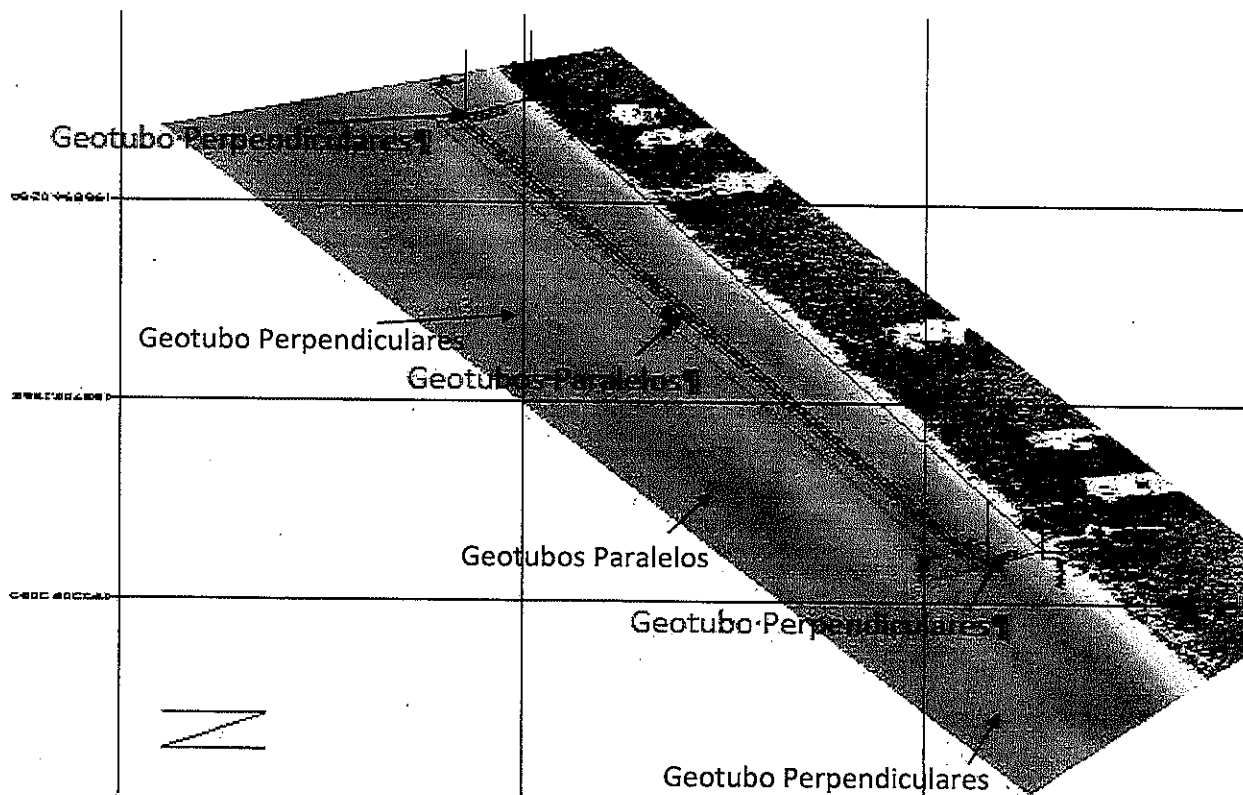 Geotubo·Perpendiculares¶
Geotubo Perpendiculares
Geotubos Paralelos¶
Geotubos Paralelos
Geotubo·Perpendiculares¶
Geotubo Perpendiculares